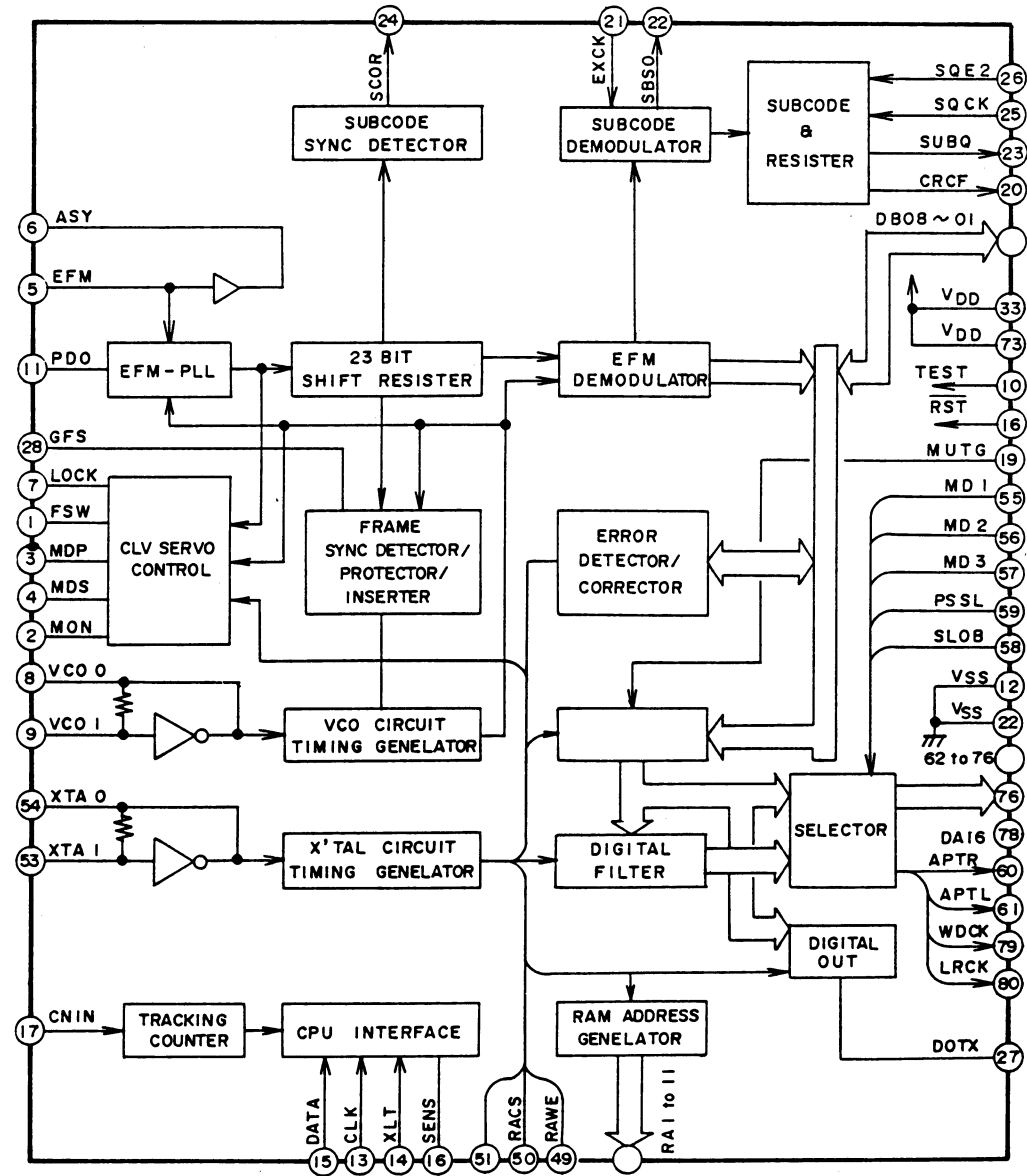 24
21
22
SCOR
EXCK
SBSO
SUBCODE
SYNC DETECTOR
SUBCODE
DEMODULATOR
SUBCODE
&
RESISTER
SQE2
26
SQCK
25
SUBQ
23
CRCF
20
DB08~01
6
ASY
5
EFM
11
PDO
EFM-PLL
23 BIT
SHIFT RESISTER
EFM
DEMODULATOR
VDD
33
VDD
73
TEST
10
RST
16
MUTG
19
28
GFS
7
LOCK
1
FSW
3
MDP
4
MDS
2
MON
CLV SERVO
CONTROL
FRAME
SYNC DETECTOR/
PROTECTOR/
INSERTER
ERROR
DETECTOR/
CORRECTOR
MD1
55
MD2
56
MD3
57
PSSL
59
SLOB
58
VSS
12
VSS
22
62 to 76
8
VCO0
9
VCO1
VCO CIRCUIT
TIMING GENELATOR
54
XTA0
53
XTA1
X'TAL CIRCUIT
TIMING GENELATOR
DIGITAL
FILTER
SELECTOR
76
DA16
78
APTR
60
APTL
61
WDCK
79
LRCK
80
DIGITAL
OUT
17
CNIN
TRACKING
COUNTER
CPU INTERFACE
RAM ADDRESS
GENELATOR
DOTX
27
DATA
CLK
XLT
SENS
RACS
RAWE
RA1 to 11
15
13
14
16
51
50
49